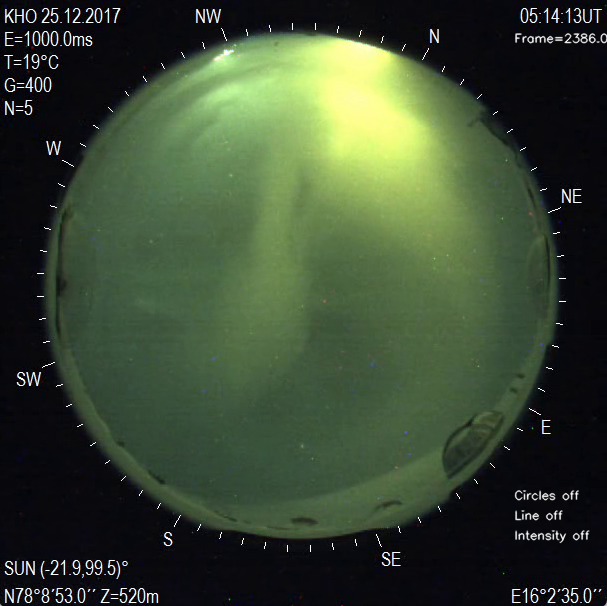 KHO 25.12.2017
E=1000.0ms
T=19°C
G=400
N=5
05:14:13UT
Frame=2386.0
NW
N
W
NE
SW
E
S
SE
Circles off
Line off
Intensity off
SUN (-21.9,99.5)°
N78°8'53.0'' Z=520m
E16°2'35.0''